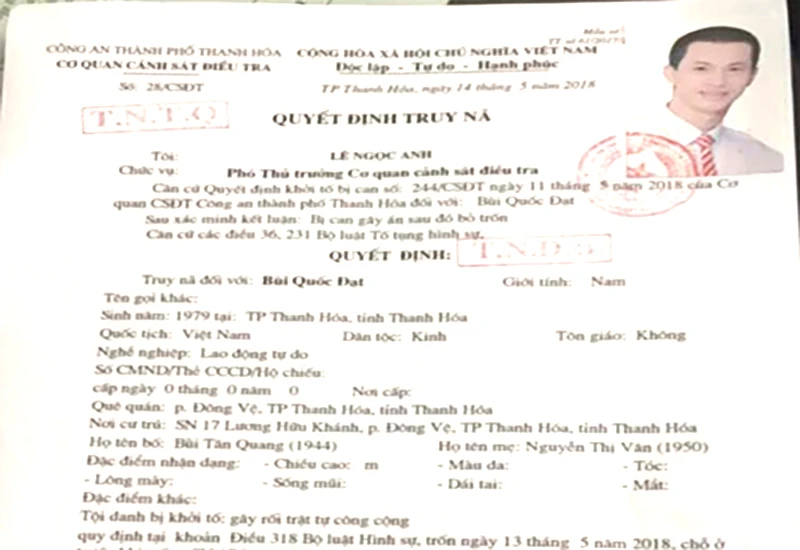 Mẫu số
CÔNG AN THÀNH PHỐ THANH HÓA
CƠ QUAN CẢNH SÁT ĐIỀU TRA
Số: 28/CSĐT
CỘNG HÒA XÃ HỘI CHỦ NGHĨA VIỆT NAM
Độc lập - Tự do - Hạnh phúc
TP Thanh Hóa, ngày 14 tháng 5 năm 2018
T.N.T.Q
QUYẾT ĐỊNH TRUY NÃ
Tôi: LÊ NGỌC ANH
Chức vụ: Phó Thủ trưởng Cơ quan cảnh sát điều tra
Căn cứ Quyết định khởi tố bị can số: 244/CSĐT ngày 11 tháng 5 năm 2018 của Cơ
quan CSĐT Công an thành phố Thanh Hóa đối với: Bùi Quốc Đạt
Sau xác minh kết luận: Bị can gây án sau đó bỏ trốn
Căn cứ các điều 36, 231 Bộ luật Tố tụng hình sự,
QUYẾT ĐỊNH:
Truy nã đối với: Bùi Quốc Đạt Giới tính: Nam
Tên gọi khác:
Sinh năm: 1979 tại: TP Thanh Hóa, tỉnh Thanh Hóa
Quốc tịch: Việt Nam Dân tộc: Kinh Tôn giáo: Không
Nghề nghiệp: Lao động tự do
Số CMND/Thẻ CCCD/Hộ chiếu:
cấp ngày 0 tháng 0 năm 0 Nơi cấp:
Quê quán: p. Đông Vệ, TP Thanh Hóa, tỉnh Thanh Hóa
Nơi cư trú: SN 17 Lương Hữu Khánh, p. Đông Vệ, TP Thanh Hóa, tỉnh Thanh Hóa
Họ tên bố: Bùi Tân Quang (1944) Họ tên mẹ: Nguyễn Thị Vân (1950)
Đặc điểm nhận dạng: - Chiều cao: m - Màu da: - Tóc:
- Lông mày: - Sống mũi: - Dái tai: - Mắt:
Đặc điểm khác:
Tội danh bị khởi tố: gây rối trật tự công cộng
quy định tại khoản Điều 318 Bộ luật Hình sự, trốn ngày 13 tháng 5 năm 2018, chỗ ở